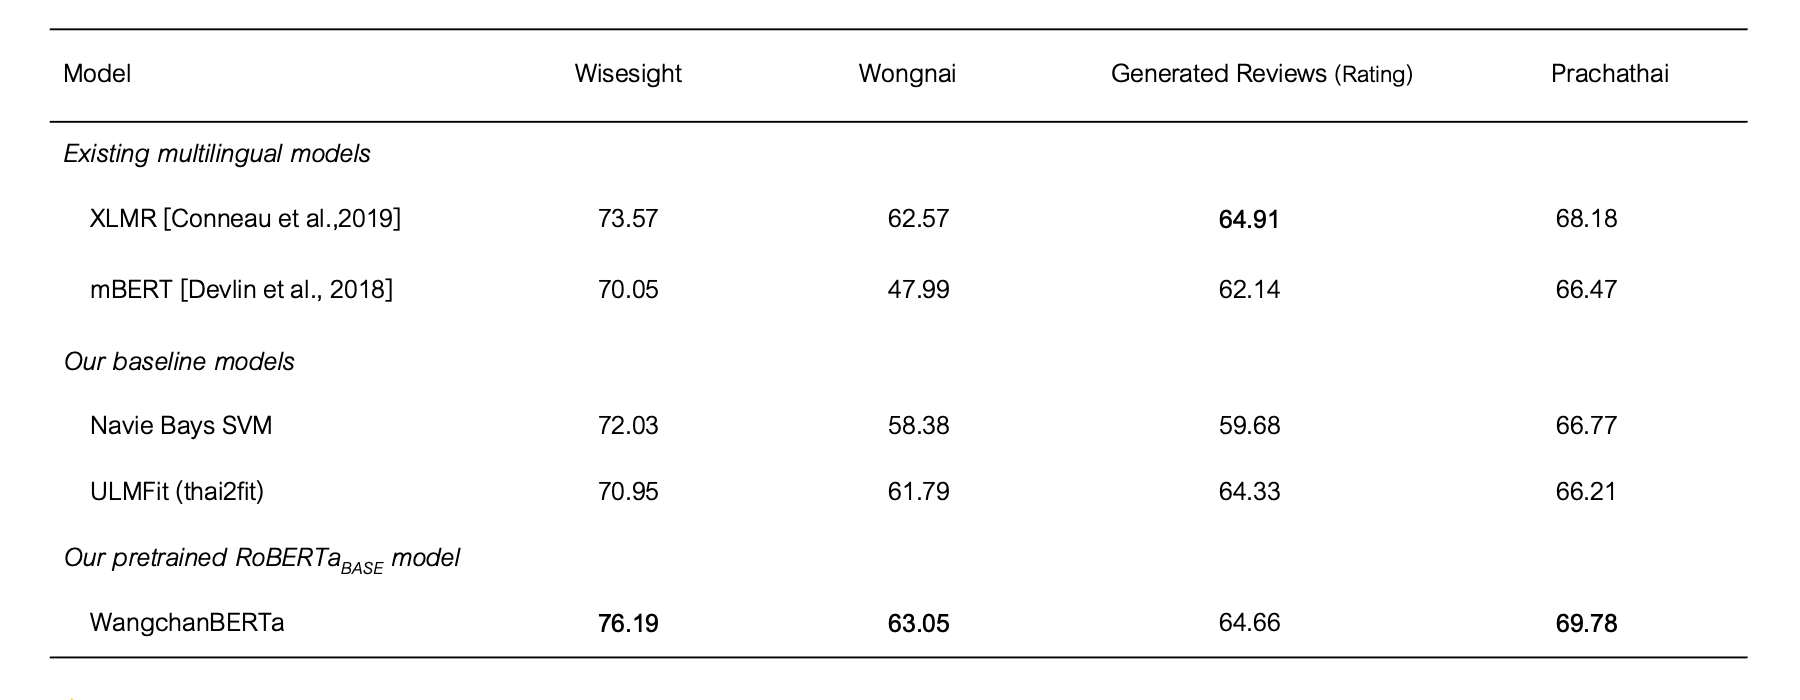 Model Wisesight Wongnai Generated Reviews (Rating) Prachathai
Existing multilingual models
XLMR [Conneau et al.,2019] 73.57 62.57 64.91 68.18
mBERT [Devlin et al., 2018] 70.05 47.99 62.14 66.47
Our baseline models
Navie Bays SVM 72.03 58.38 59.68 66.77
ULMFit (thai2fit) 70.95 61.79 64.33 66.21
Our pretrained RoBERTaBASE model
WangchanBERTa 76.19 63.05 64.66 69.78